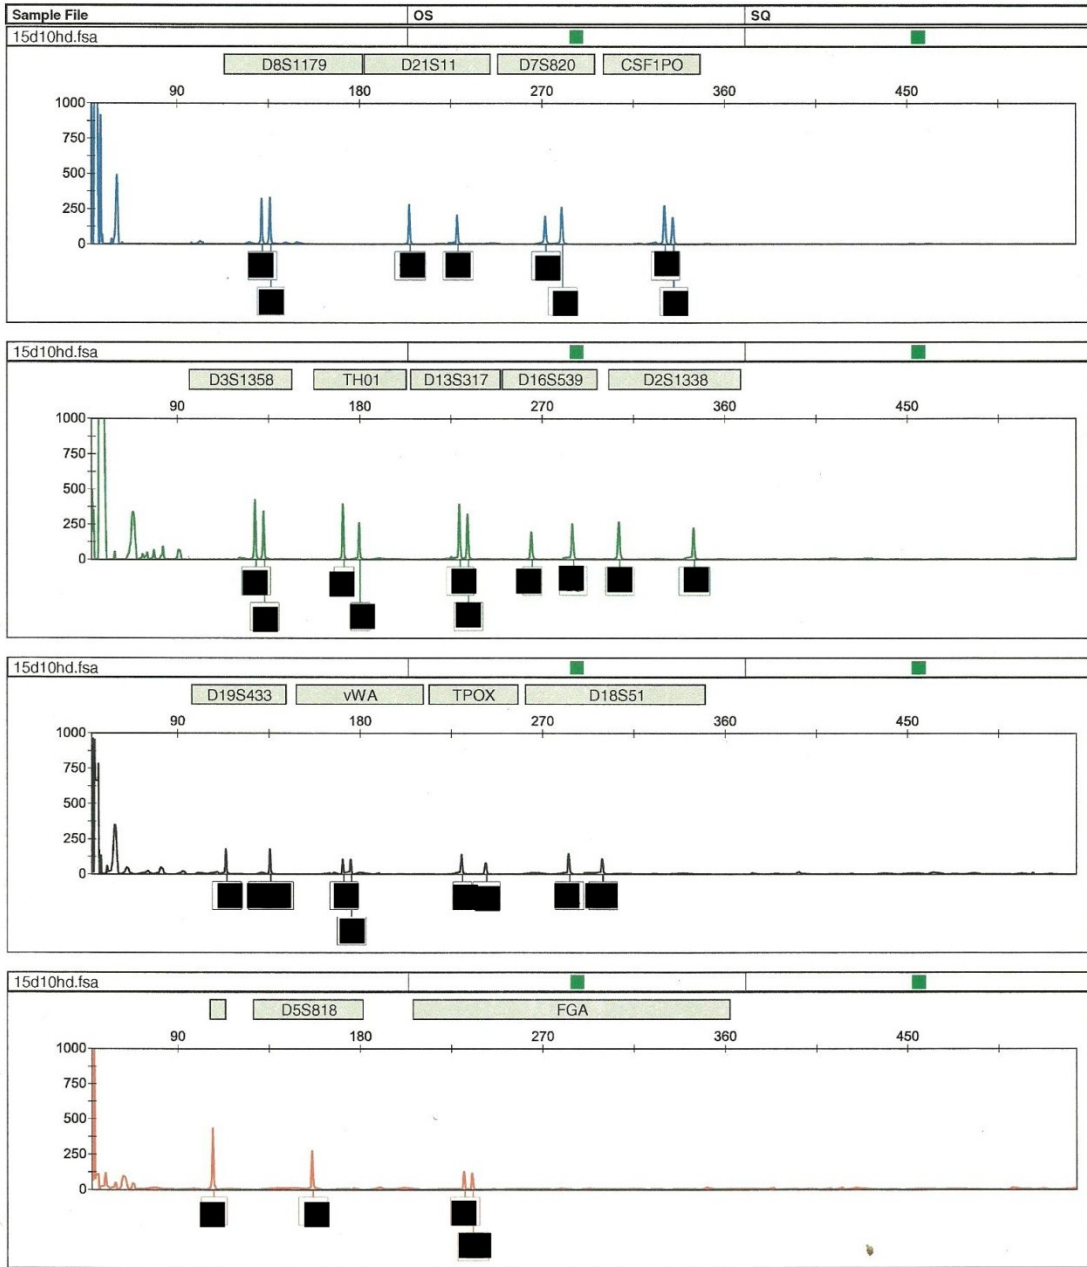 Sample File OS SQ
15d10hd.fsa
D8S1179 D21S11 D7S820 CSF1PO
90 180 270 360 450
1000
750
500
250
0
15d10hd.fsa
D3S1358 TH01 D13S317 D16S539 D2S1338
90 180 270 360 450
1000
750
500
250
0
15d10hd.fsa
D19S433 vWA TPOX D18S51
90 180 270 360 450
1000
750
500
250
0
15d10hd.fsa
D5S818 FGA
90 180 270 360 450
1000
750
500
250
0